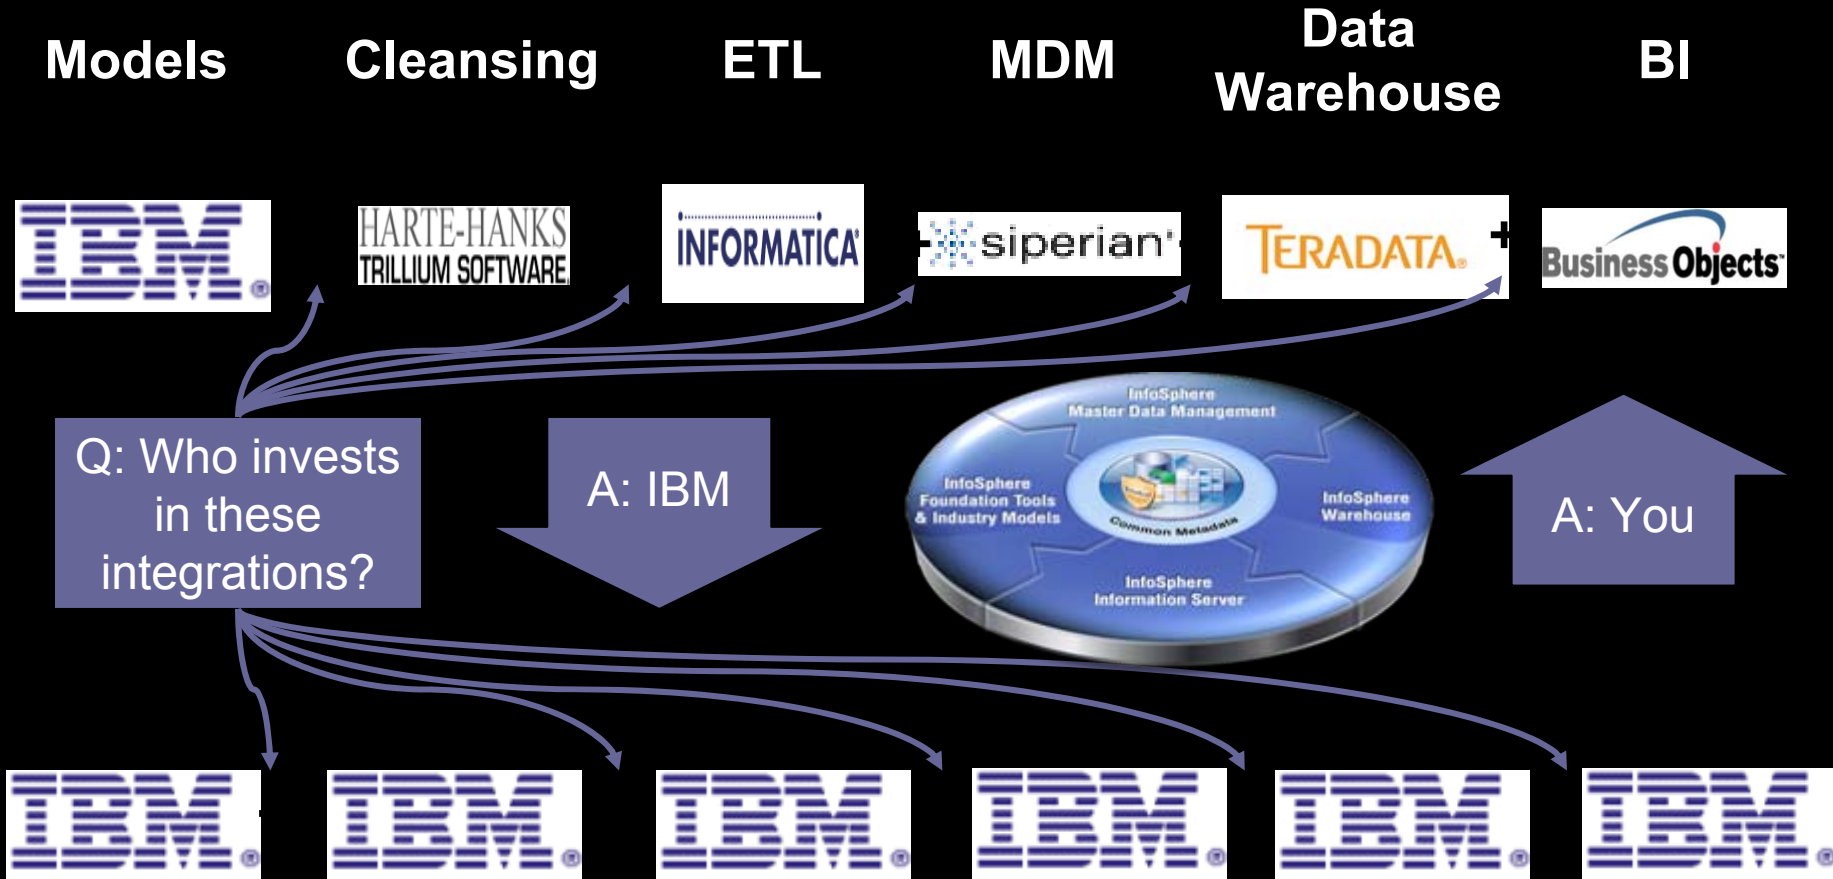 Models
Cleansing
ETL
MDM
Data
Warehouse
BI
IBM®
HARTE-HANKS
TRILLIUM SOFTWARE
INFORMATICA
+
siperian
TERADATA®
+
Business Objects
Q: Who invests
in these
integrations?
A: IBM
InfoSphere
Master Data Management
InfoSphere
Foundation Tools
& Industry Models
Common Metadata
InfoSphere
Warehouse
InfoSphere
Information Server
A: You
IBM®
IBM®
IBM®
IBM®
IBM®
IBM®